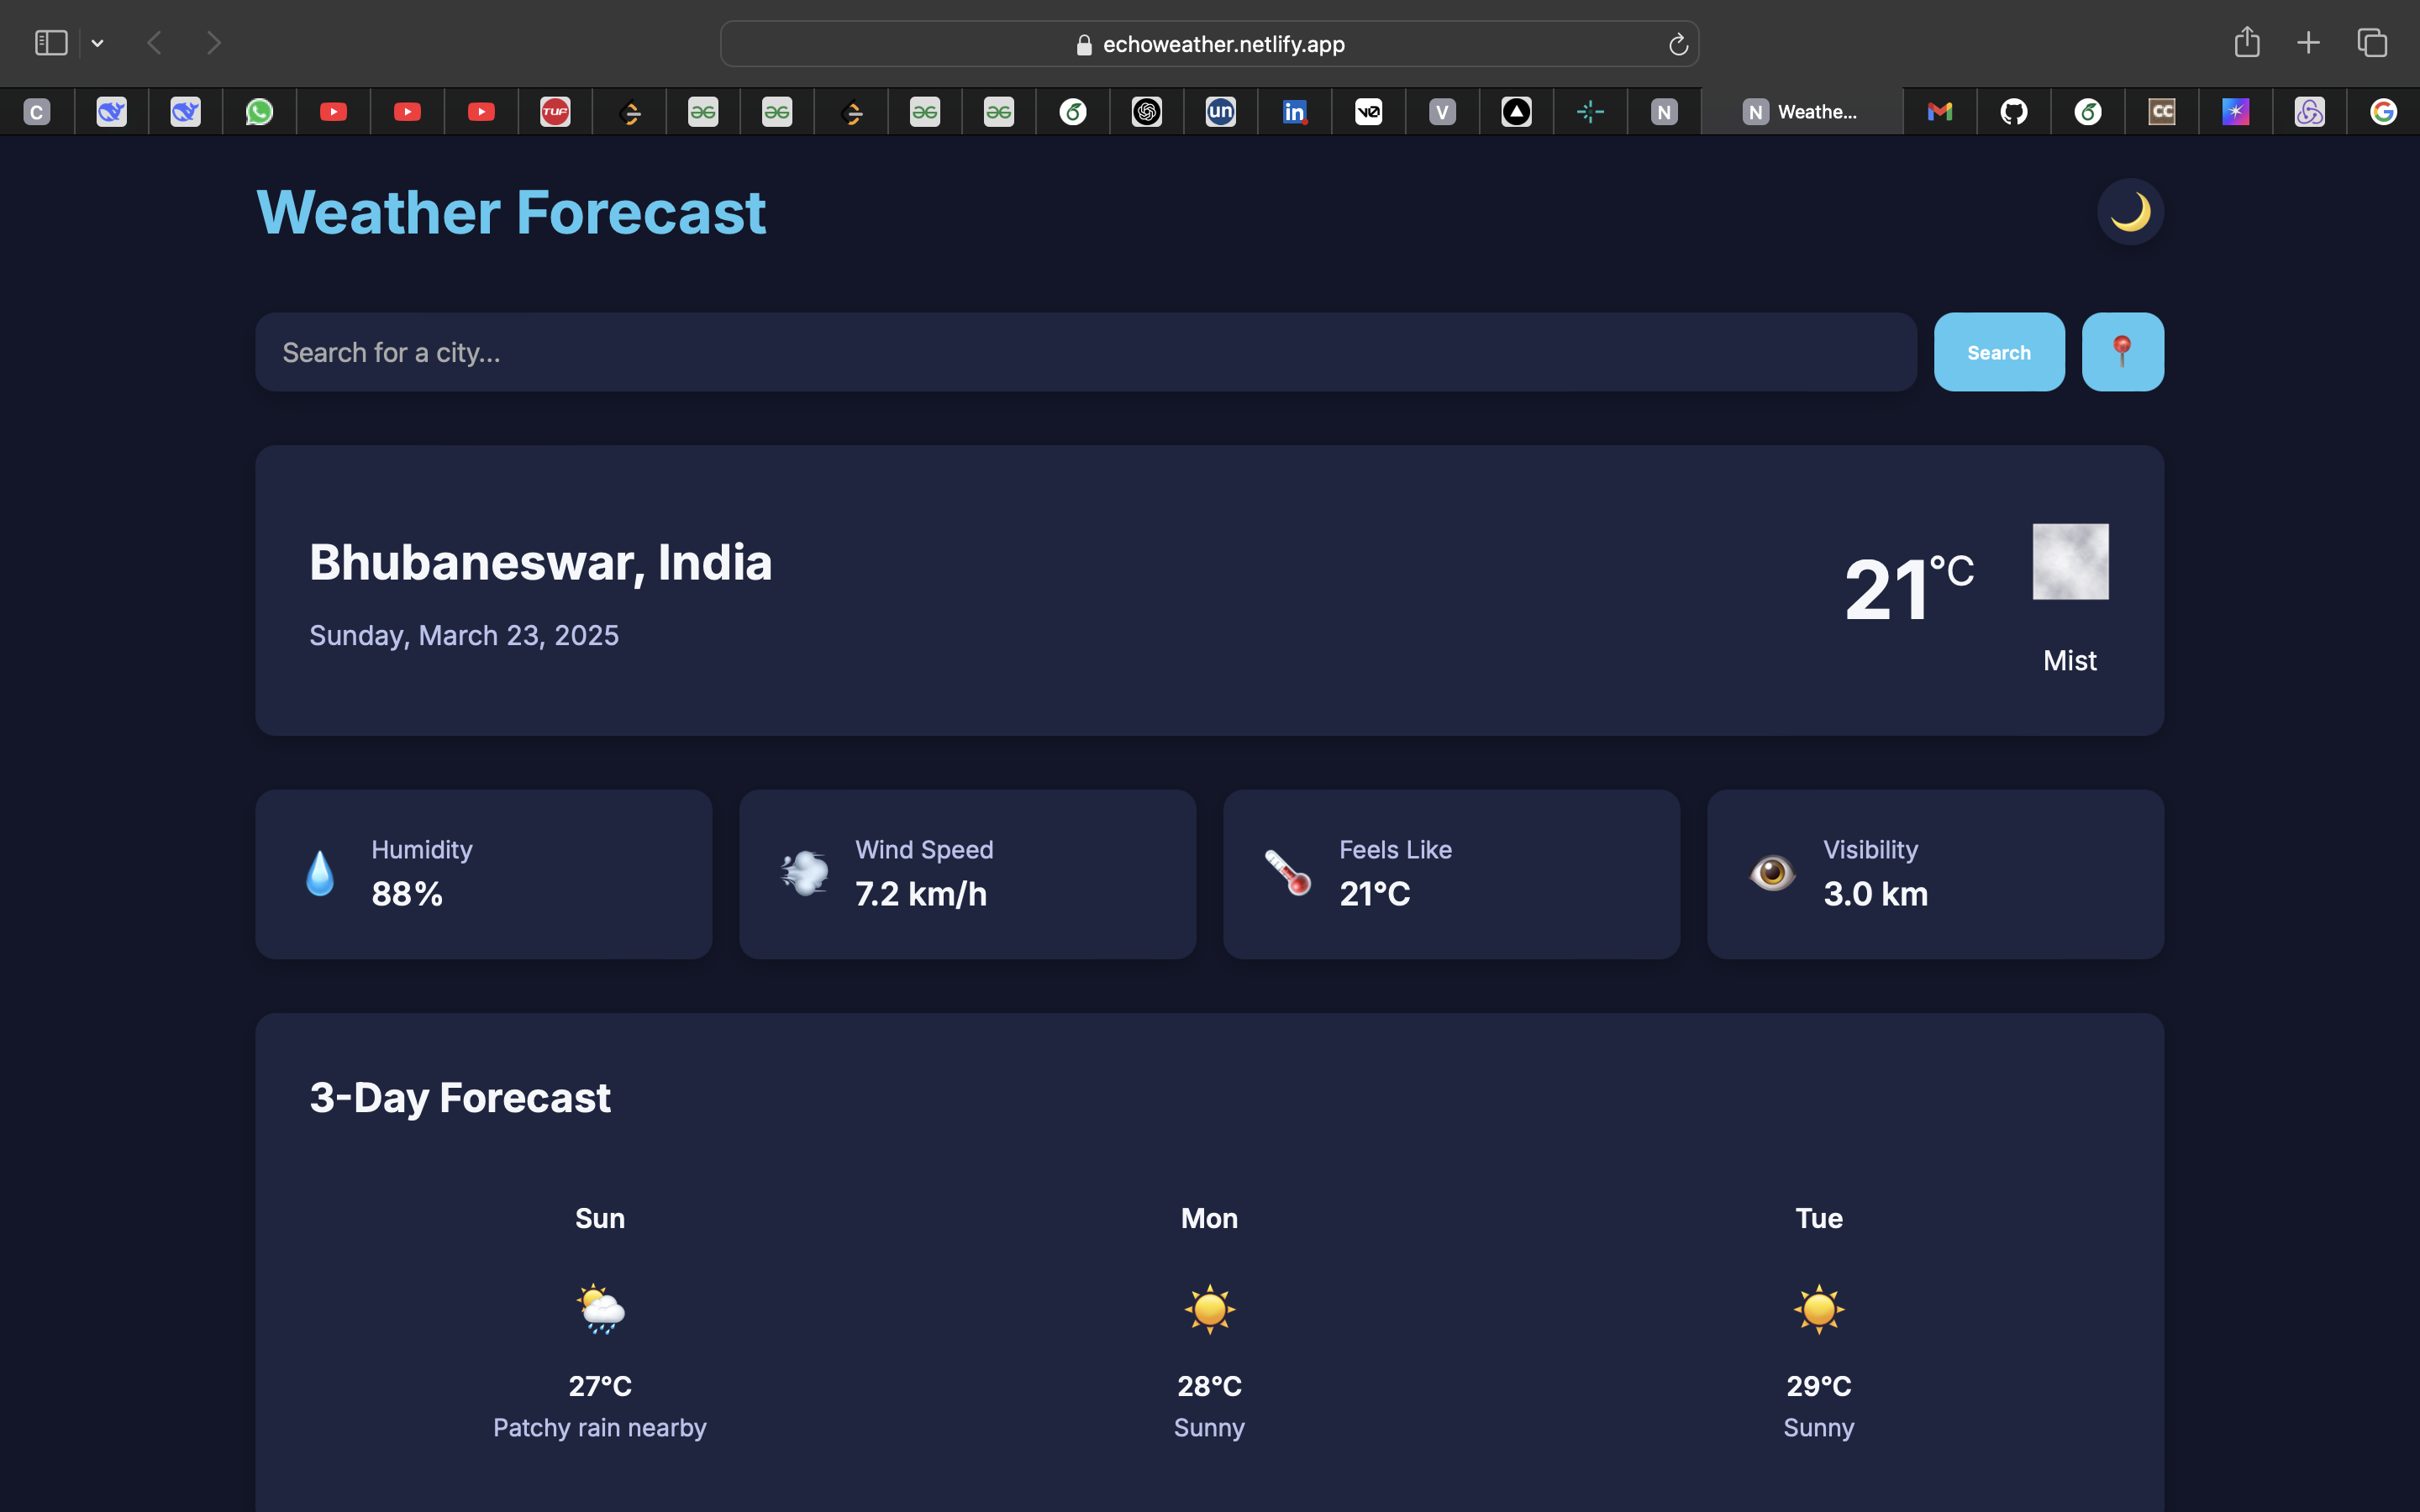 echoweather.netlify.app
C
TUF
un
in
V0
V
N
N Weathe...
CC
G
Weather Forecast
Search for a city...
Search
Bhubaneswar, India
Sunday, March 23, 2025
21°C
Mist
Humidity
88%
Wind Speed
7.2 km/h
Feels Like
21°C
Visibility
3.0 km
3-Day Forecast
Sun
Mon
Tue
27°C
28°C
29°C
Patchy rain nearby
Sunny
Sunny